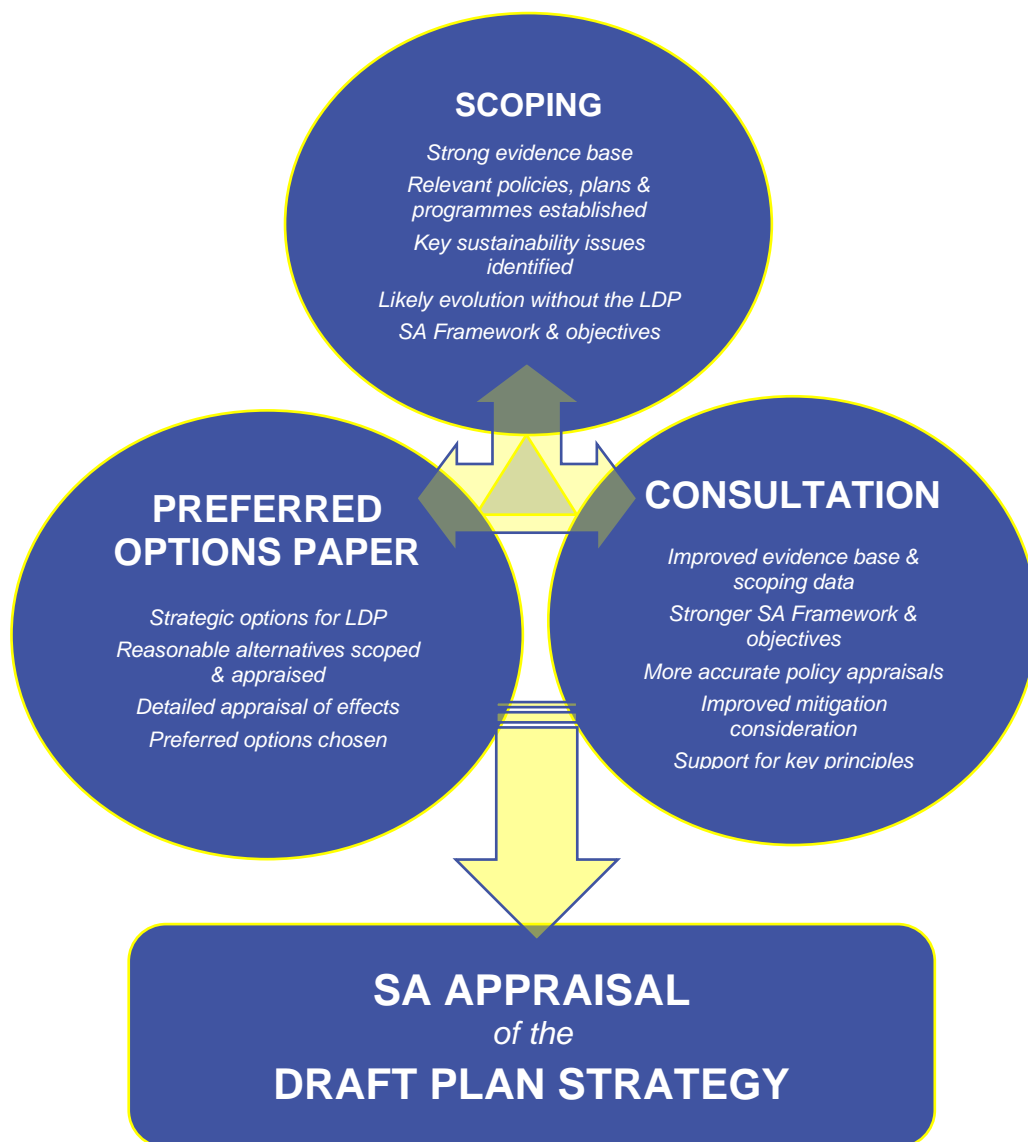 SCOPING
Strong evidence base
Relevant policies, plans &
programmes established
Key sustainability issues
identified
Likely evolution without the LDP
SA Framework & objectives
PREFERRED
OPTIONS PAPER
Strategic options for LDP
Reasonable alternatives scoped
& appraised
Detailed appraisal of effects
Preferred options chosen
CONSULTATION
Improved evidence base &
scoping data
Stronger SA Framework &
objectives
More accurate policy appraisals
Improved mitigation
consideration
Support for key principles
SA APPRAISAL
of the
DRAFT PLAN STRATEGY